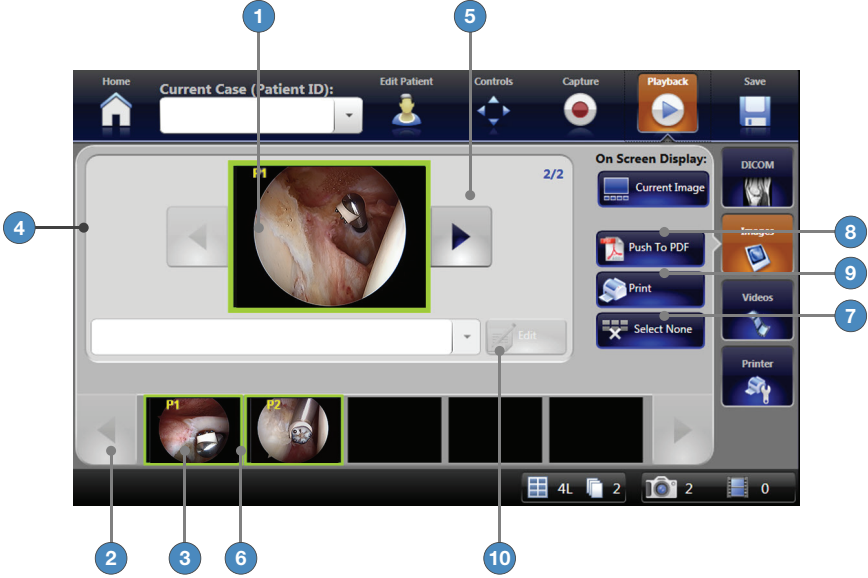 1
5
Home
Current Case (Patient ID):
Edit Patient
Controls
Capture
Playback
Save
P1
2/2
On Screen Display:
Current Image
DICOM
4
8
Images
Push To PDF
9
Print
Videos
7
Select None
Edit
Printer
P1
P2
4L
2
2
0
2
3
6
10